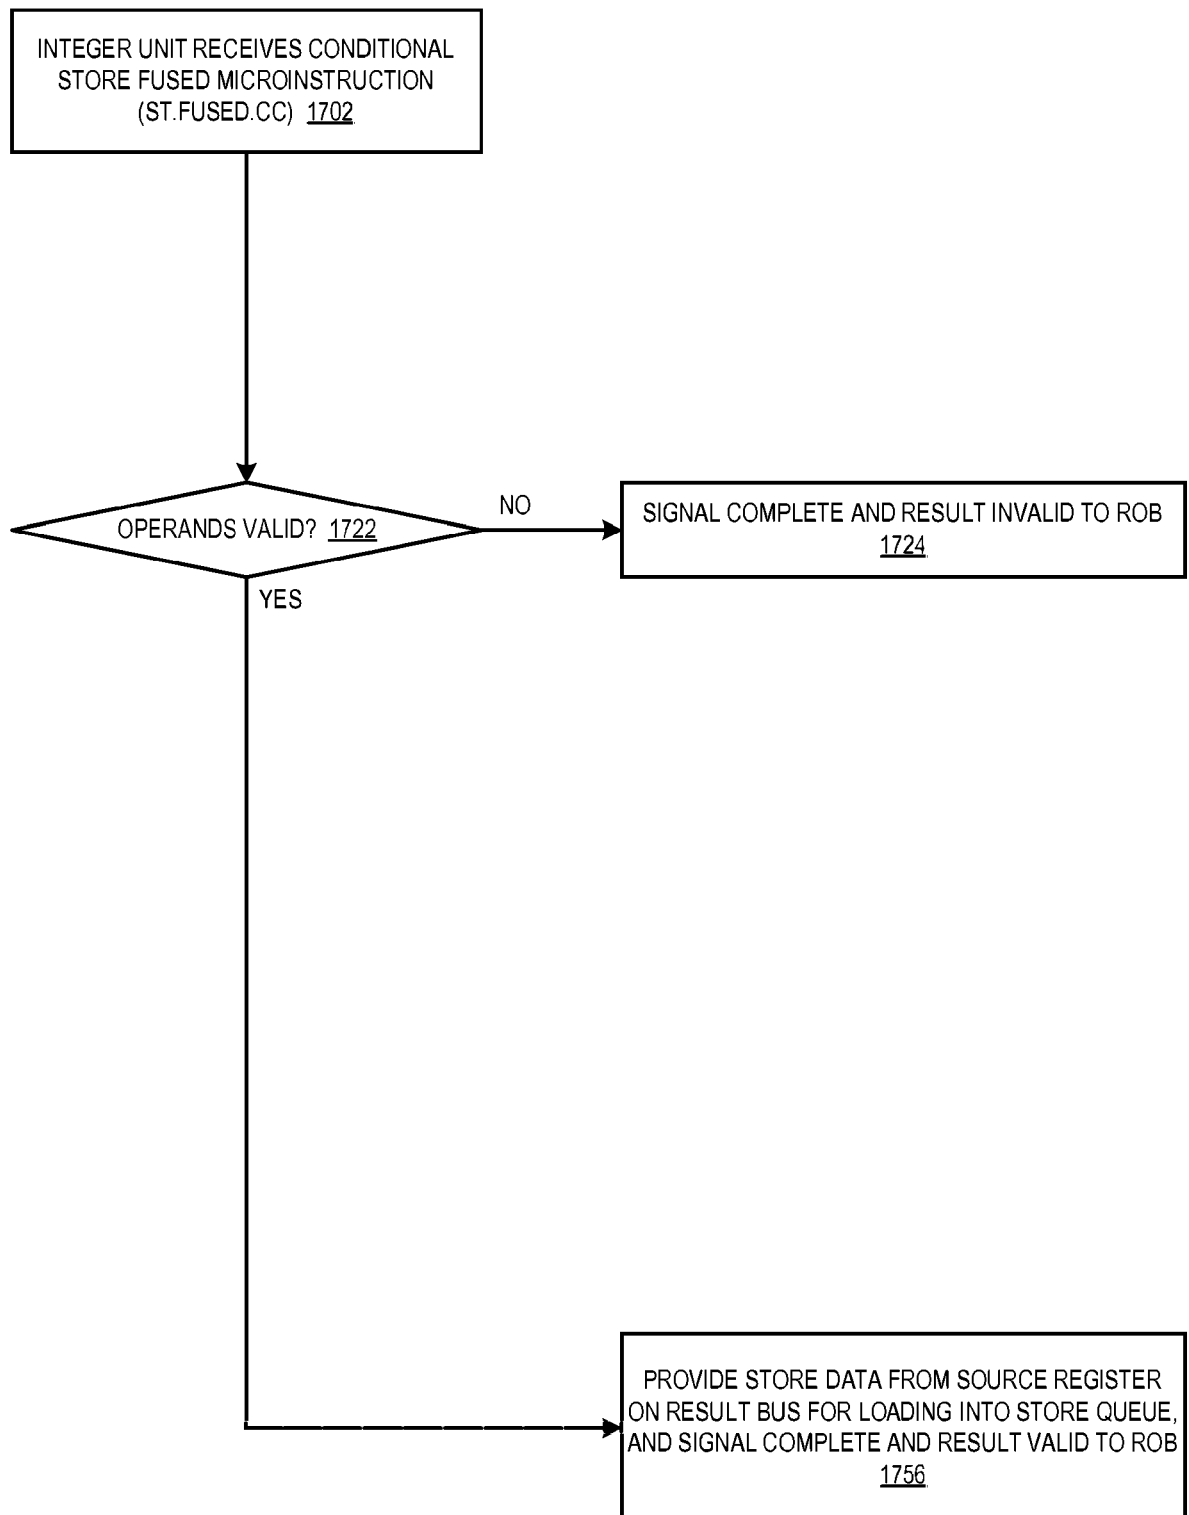 INTEGER UNIT RECEIVES CONDITIONAL
STORE FUSED MICROINSTRUCTION
(ST.FUSED.CC) 1702
OPERANDS VALID? 1722
NO
SIGNAL COMPLETE AND RESULT INVALID TO ROB
1724
YES
PROVIDE STORE DATA FROM SOURCE REGISTER
ON RESULT BUS FOR LOADING INTO STORE QUEUE,
AND SIGNAL COMPLETE AND RESULT VALID TO ROB
1756